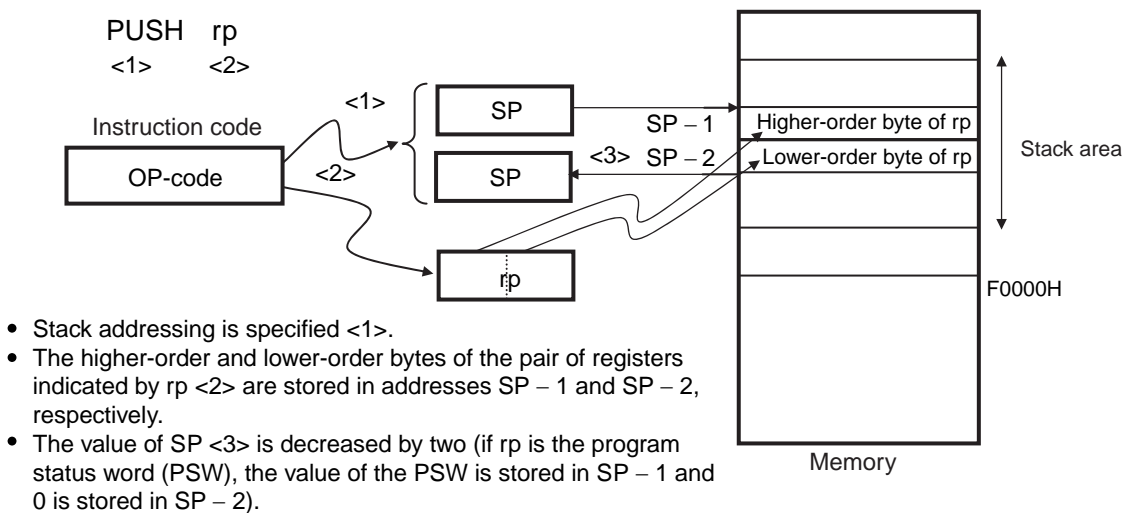 PUSH rp
<1> <2>
<1>
SP
Instruction code
SP – 1
Higher-order byte of rp
OP-code
<2>
SP
<3>
SP – 2
Lower-order byte of rp
Stack area
rp
F0000H
Memory
• Stack addressing is specified <1>.
• The higher-order and lower-order bytes of the pair of registers
indicated by rp <2> are stored in addresses SP – 1 and SP – 2,
respectively.
• The value of SP <3> is decreased by two (if rp is the program
status word (PSW), the value of the PSW is stored in SP – 1 and
0 is stored in SP – 2).